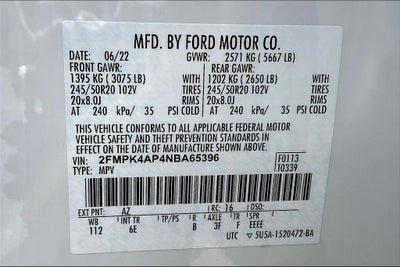 MFD. BY FORD MOTOR CO.
DATE: 06/22 GVWR: 2571 KG (5667 LB)
FRONT GAWR: REAR GAWR:
1395 KG (3075 LB) WITH 1202 KG (2650 LB) WITH
245/50R20 102V TIRES 245/50R20 102V TIRES
20x8.0J RIMS 20x8.0J RIMS
AT 240 kPa/ 35 PSI COLD AT 240 kPa/ 35 PSI COLD
THIS VEHICLE CONFORMS TO ALL APPLICABLE FEDERAL MOTOR
VEHICLE SAFETY AND THEFT PREVENTION STANDARDS IN
EFFECT ON THE DATE OF MANUFACTURE SHOWN ABOVE.
VIN: 2FMPK4AP4NBA65396 F0113
TYPE: MPV T0339
EXT PNT: AZ RC: 16 DSO:
WB INT TR TP/PS R AXLE TR SPR
112 6E B 3F F EEEE
UTC 5U5A-1520472-BA